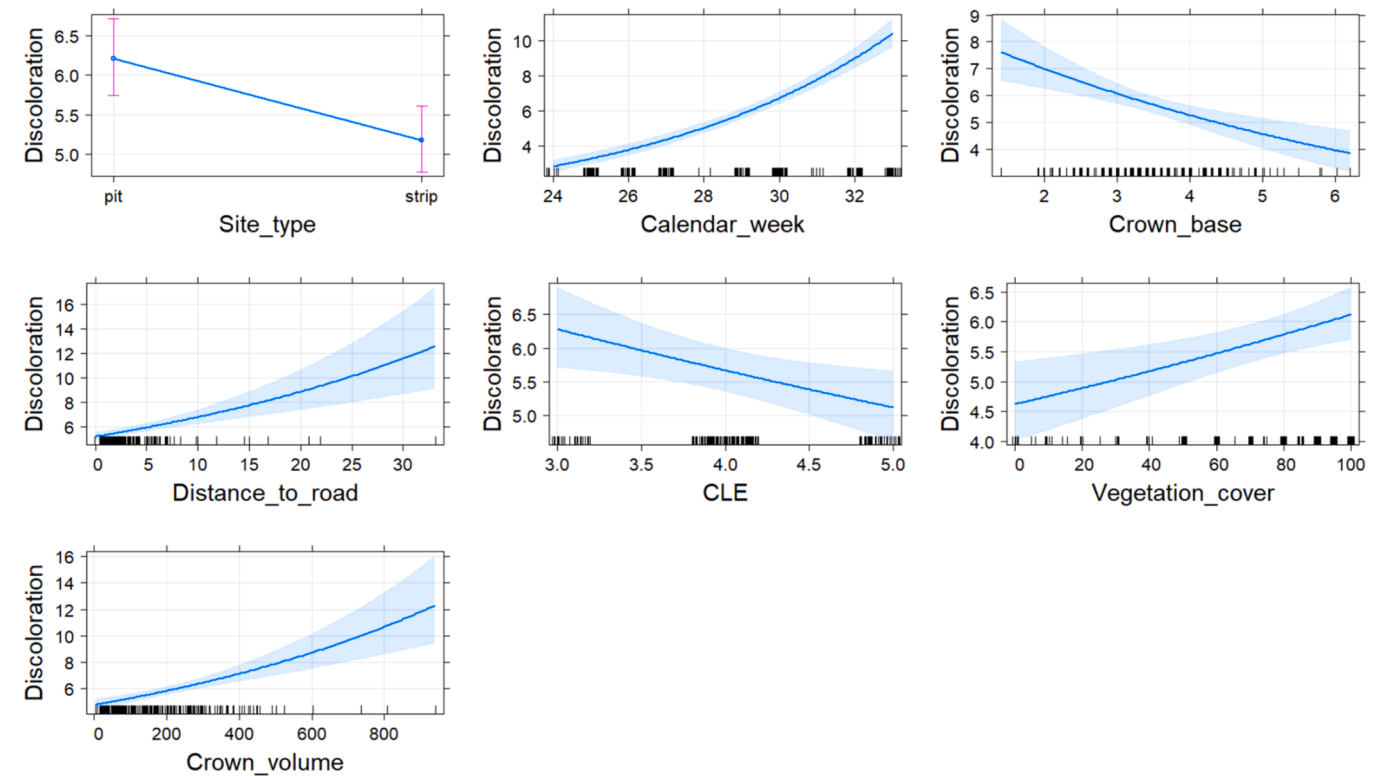 Discoloration
6.5
6.0
5.5
5.0
pit strip
Site_type
Discoloration
10
8
6
4
24 26 28 30 32
Calendar_week
Discoloration
9
8
7
6
5
4
2 3 4 5 6
Crown_base
Discoloration
16
14
12
10
8
6
0 5 10 15 20 25 30
Distance_to_road
Discoloration
6.5
6.0
5.5
5.0
3.0 3.5 4.0 4.5 5.0
CLE
Discoloration
6.5
6.0
5.5
5.0
4.5
4.0
0 20 40 60 80 100
Vegetation_cover
Discoloration
16
14
12
10
8
6
0 200 400 600 800
Crown_volume